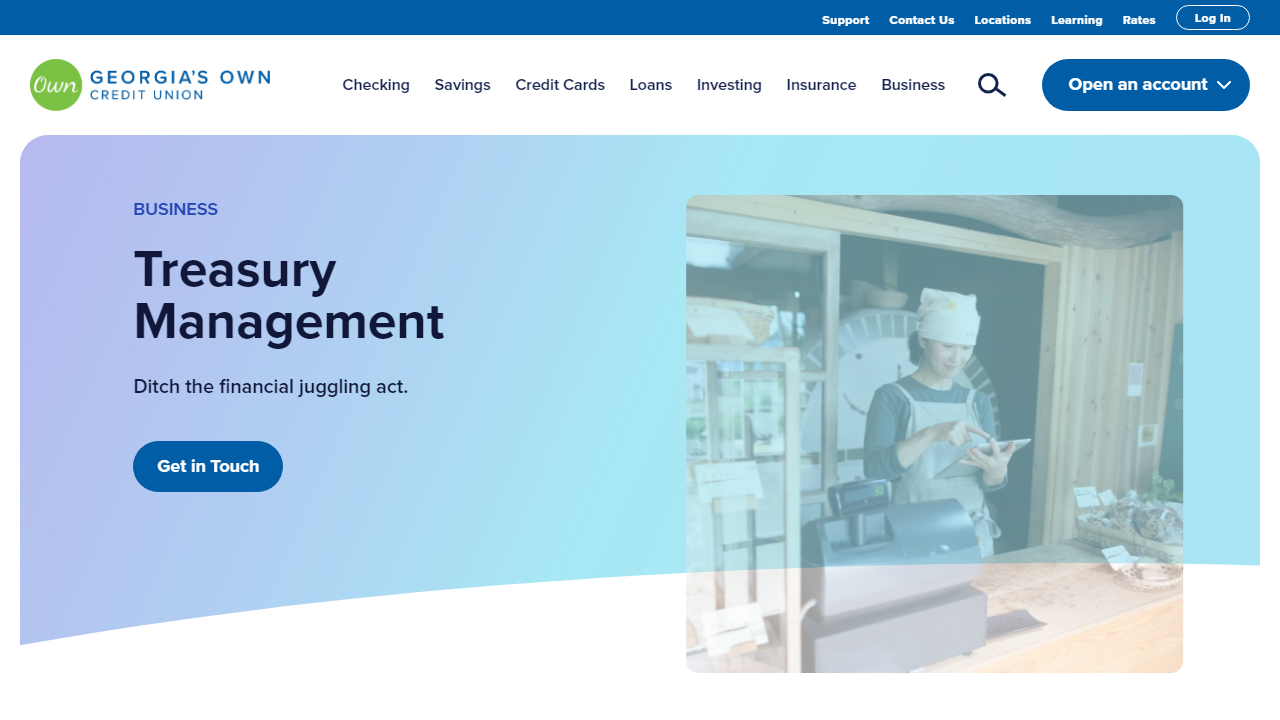 Support Contact Us Locations Learning Rates Log In
Own GEORGIA'S OWN
CREDIT UNION
Checking Savings Credit Cards Loans Investing Insurance Business Open an account
BUSINESS
Treasury
Management
Ditch the financial juggling act.
Get in Touch